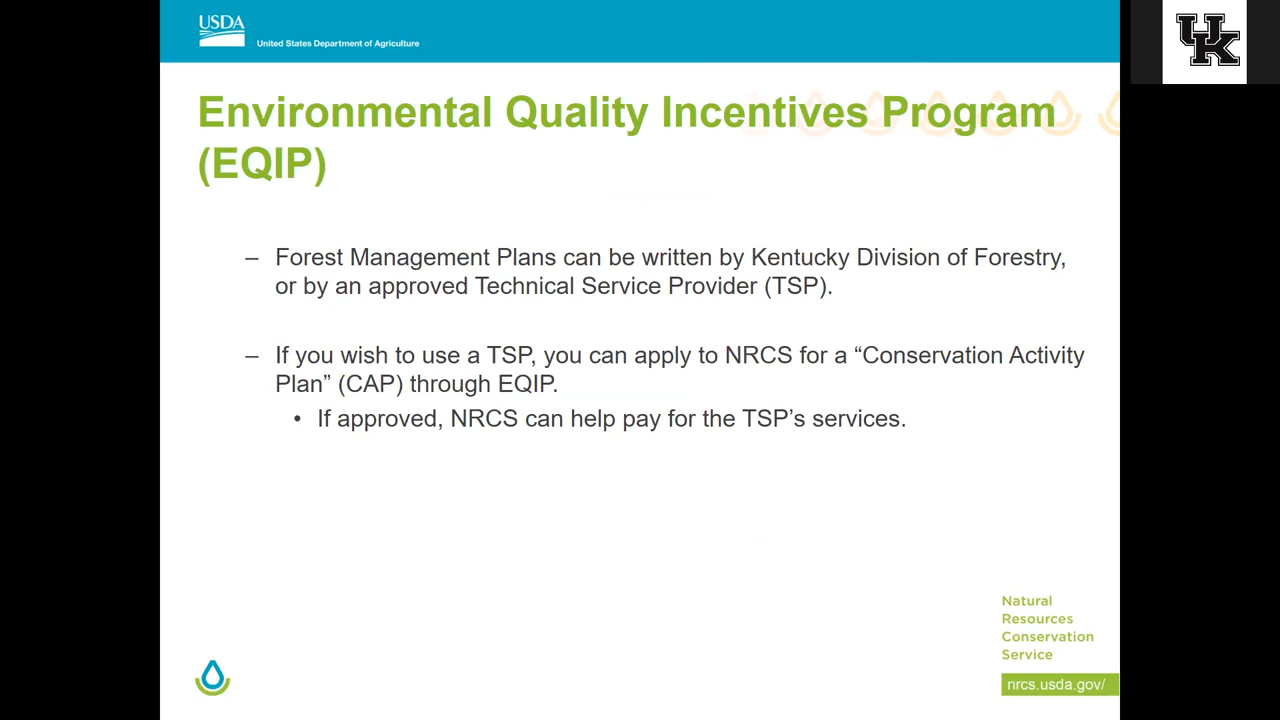 USDA
United States Department of Agriculture
UK
Environmental Quality Incentives Program
(EQIP)
– Forest Management Plans can be written by Kentucky Division of Forestry,
or by an approved Technical Service Provider (TSP).
– If you wish to use a TSP, you can apply to NRCS for a “Conservation Activity
Plan” (CAP) through EQIP.
• If approved, NRCS can help pay for the TSP’s services.
Natural
Resources
Conservation
Service
nrcs.usda.gov/